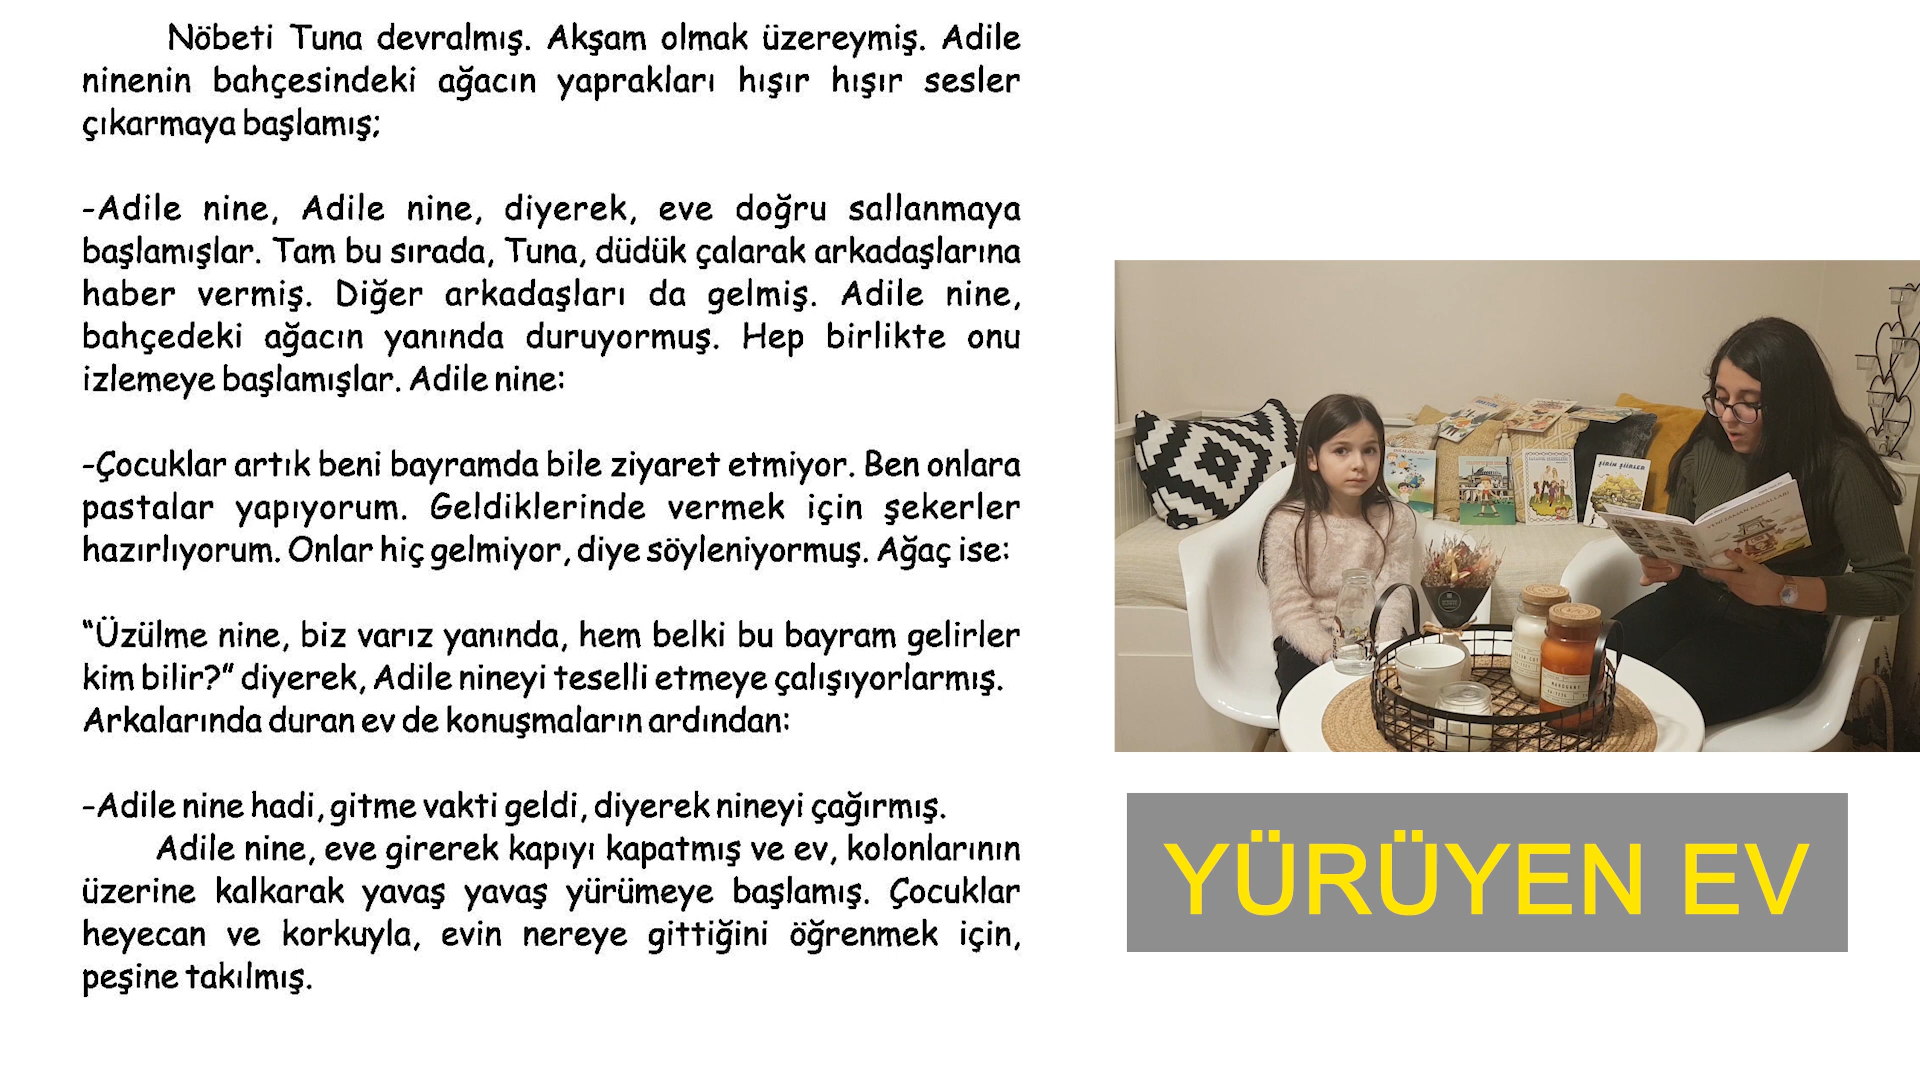 Nöbeti Tuna devralmış. Akşam olmak üzereymiş. Adile
ninenin bahçesindeki ağacın yaprakları hışır hışır sesler
çıkarmaya başlamış;
-Adile nine, Adile nine, diyerek, eve doğru sallanmaya
başlamışlar. Tam bu sırada, Tuna, düdük çalarak arkadaşlarına
haber vermiş. Diğer arkadaşları da gelmiş. Adile nine,
bahçedeki ağacın yanında duruyormuş. Hep birlikte onu
izlemeye başlamışlar. Adile nine:
-Çocuklar artık beni bayramda bile ziyaret etmiyor. Ben onlara
pastalar yapıyorum. Geldiklerinde vermek için şekerler
hazırlıyorum. Onlar hiç gelmiyor, diye söyleniyormuş. Ağaç ise:
“Üzülme nine, biz varız yanında, hem belki bu bayram gelirler
kim bilir?” diyerek, Adile nineyi teselli etmeye çalışıyorlarmış.
Arkalarında duran ev de konuşmaların ardından:
-Adile nine hadi, gitme vakti geldi, diyerek nineyi çağırmış.
Adile nine, eve girerek kapıyı kapatmış ve ev, kolonlarının
üzerine kalkarak yavaş yavaş yürümeye başlamış. Çocuklar
heyecan ve korkuyla, evin nereye gittiğini öğrenmek için,
peşine takılmış.
ŞİRİN ŞİİRLER
YENİ ZAMAN MASALLARI
YÜRÜYEN EV